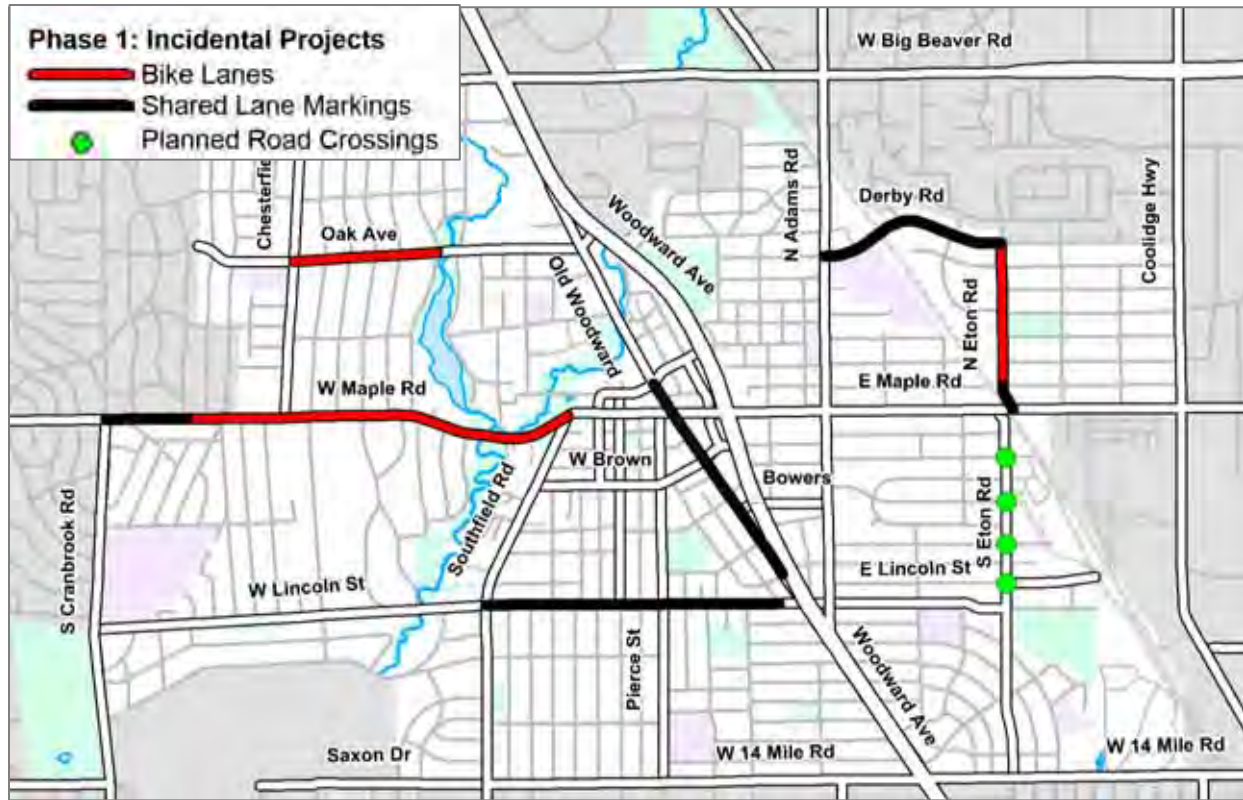 Phase 1: Incidental Projects
Bike Lanes
Shared Lane Markings
Planned Road Crossings
W Big Beaver Rd
Chesterfie
Oak Ave
Woodward Ave
N Adams Rd
Derby Rd
Coolidge Hwy
Old Woodward
N Eton Rd
W Maple Rd
E Maple Rd
W Brown
Bowers
S Cranbrook Rd
Southfield Rd
S Eton Rd
W Lincoln St
E Lincoln St
Pierce St
Woodward Ave
Saxon Dr
W 14 Mile Rd
W 14 Mile Rd